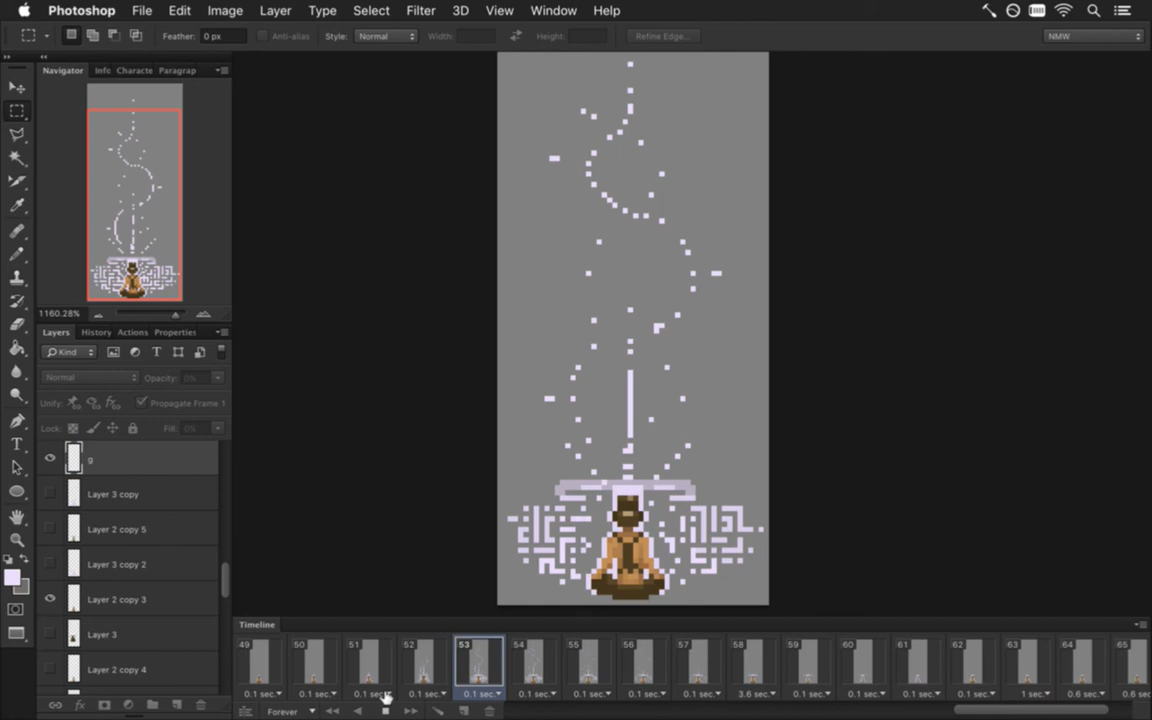 Photoshop File Edit Image Layer Type Select Filter 3D View Window Help
Feather: 0 px Anti-alias Style: Normal Width: Height: Refine Edge... NMW
Navigator Info Characte Paragrap
1160.28%
Layers History Actions Properties
Kind
Normal Opacity: 0%
Unify: Propagate Frame 1
Lock: Fill: 0%
g
Layer 3 copy
Layer 2 copy 5
Layer 3 copy 2
Layer 2 copy 3
Layer 3
Layer 2 copy 4
Timeline
49 50 51 52 53 54 55 56 57 58 59 60 61 62 63 64 65
0.1 sec. 0.1 sec. 0.1 sec. 0.1 sec. 0.1 sec. 0.1 sec. 0.1 sec. 0.1 sec. 0.1 sec. 3.6 sec. 0.1 sec. 0.1 sec. 0.1 sec. 0.1 sec. 1 sec. 0.6 sec. 0.6 sec.
Forever